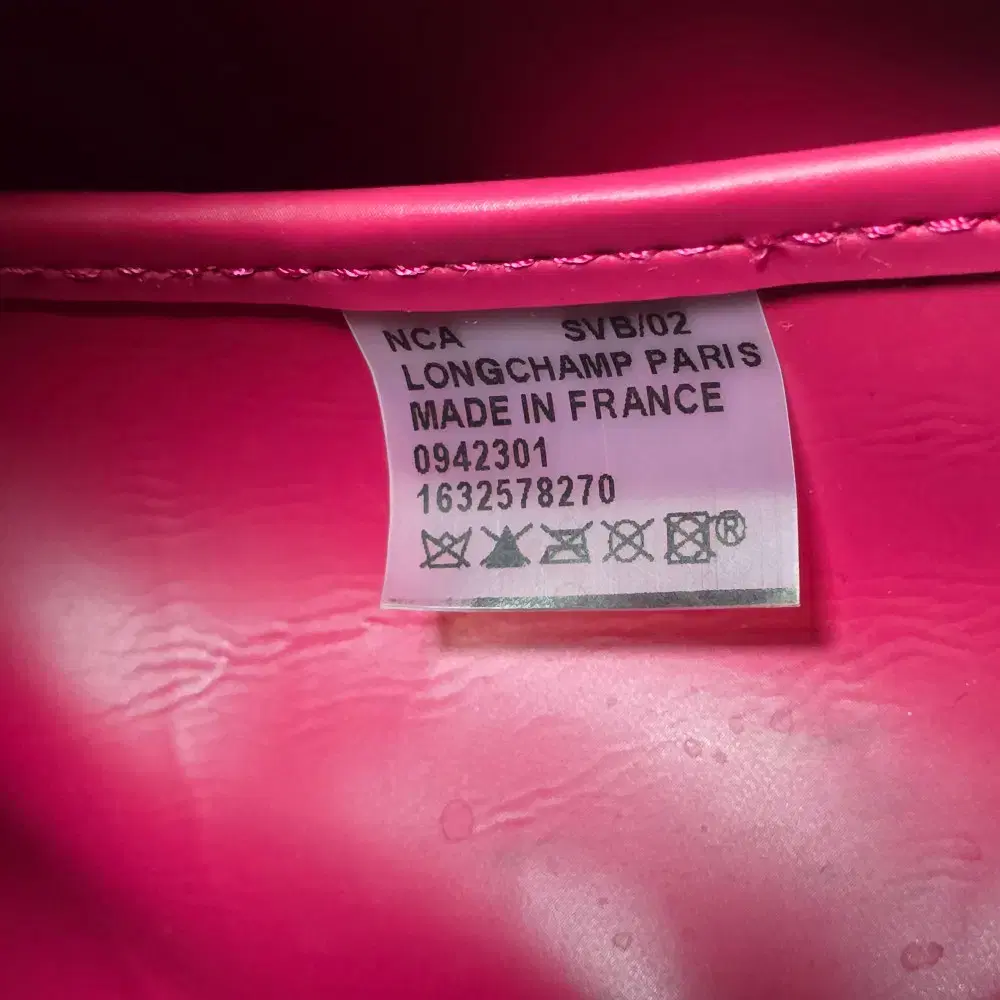 NCA SVB/02
LONGCHAMP PARIS
MADE IN FRANCE
0942301
1632578270
®